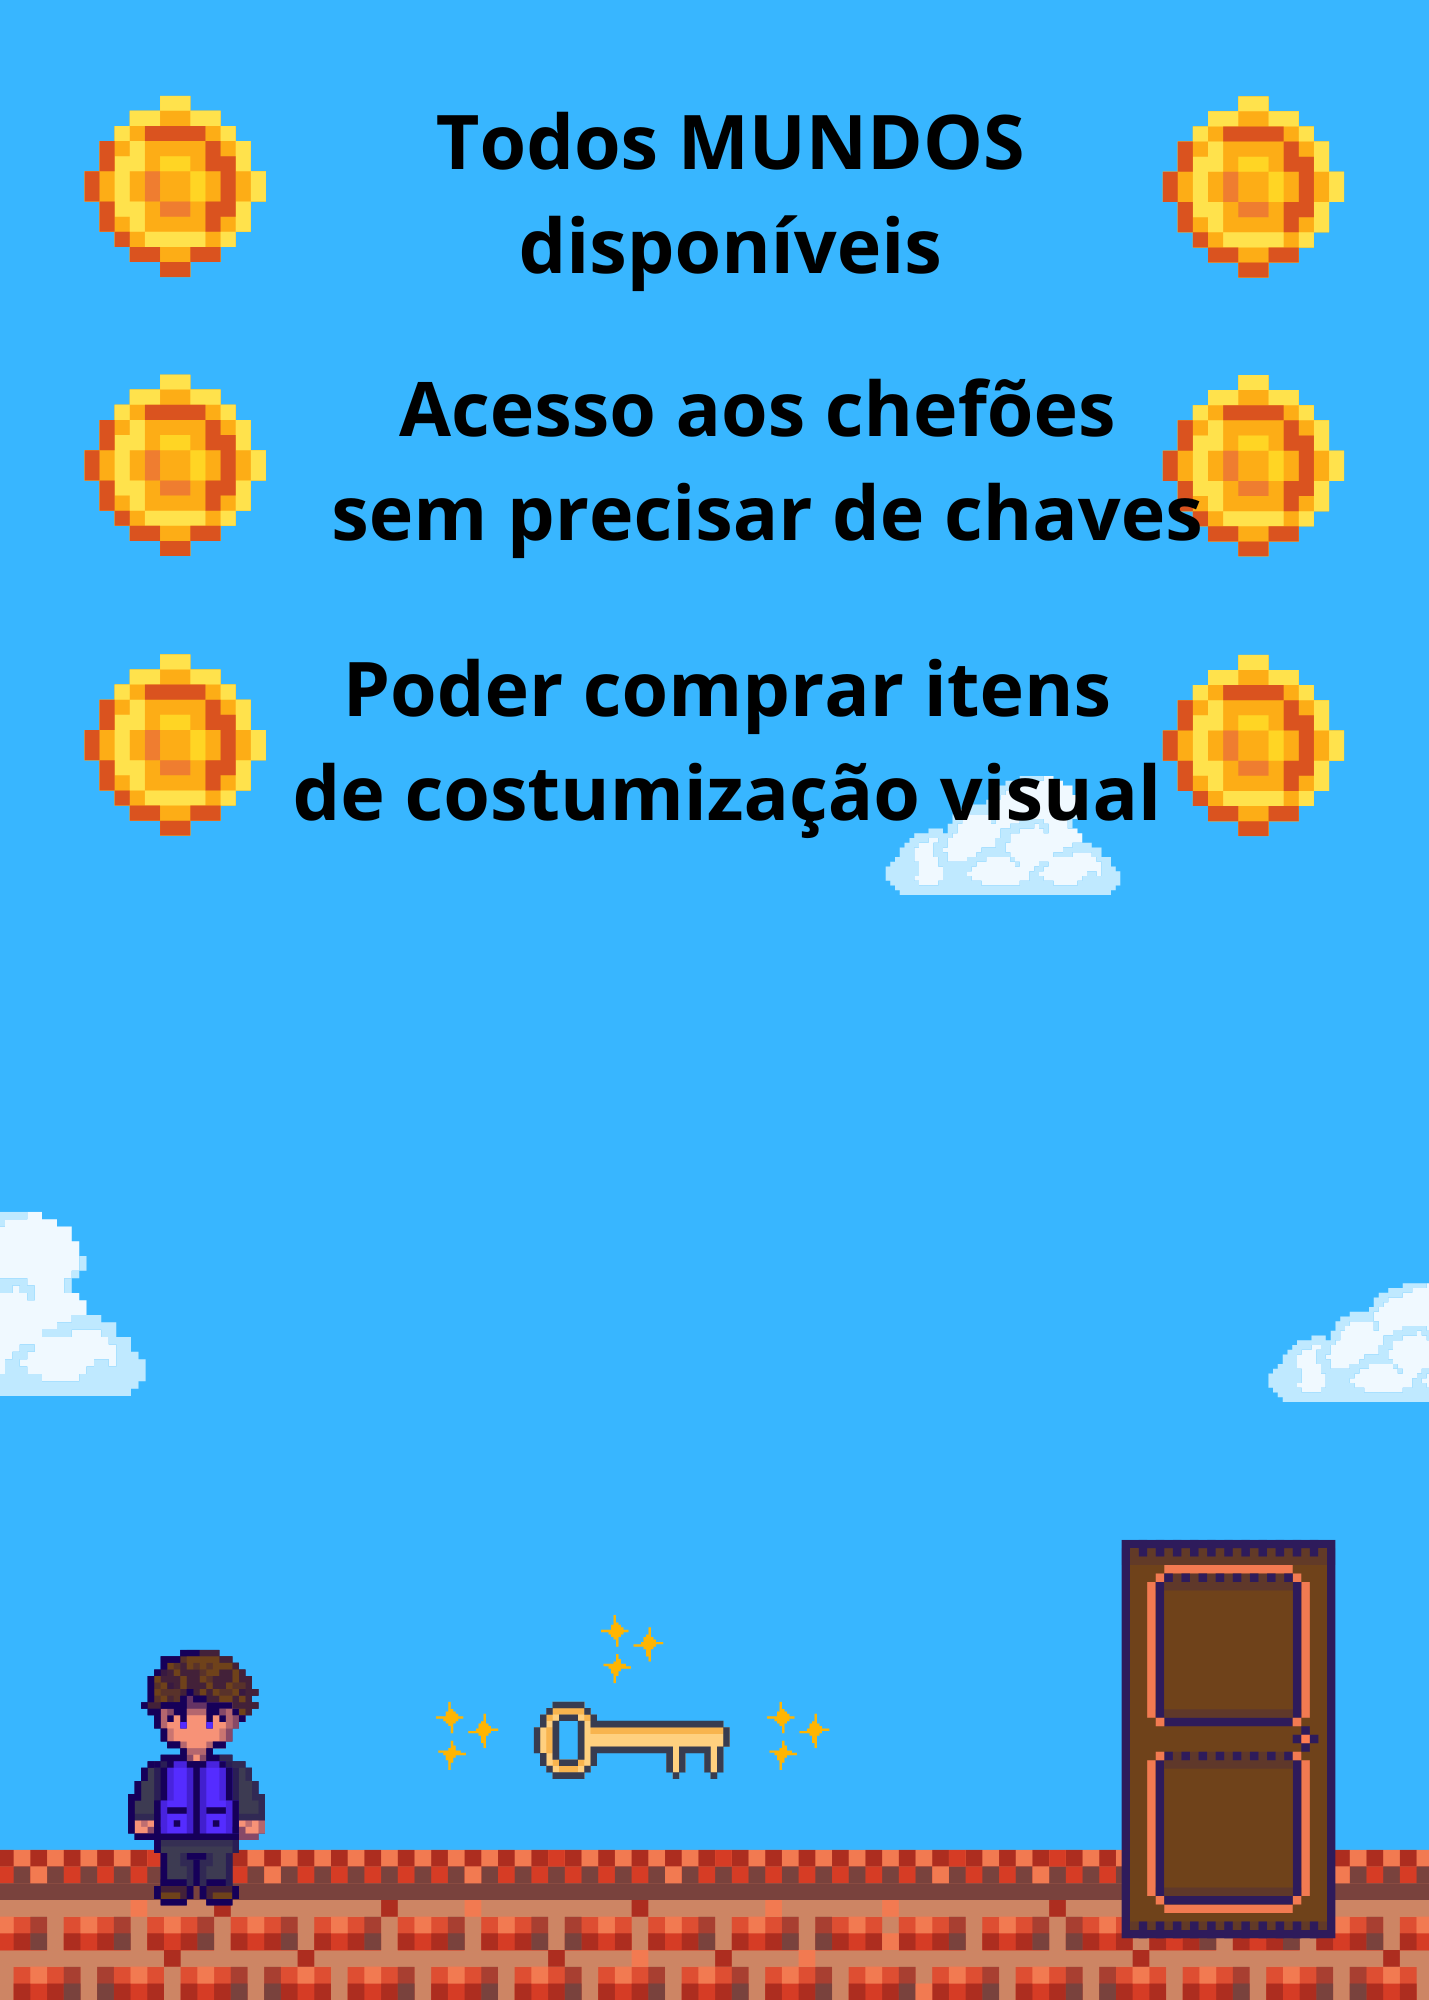 Todos MUNDOS
disponíveis
Acesso aos chefões
sem precisar de chaves
Poder comprar itens
de costumização visual